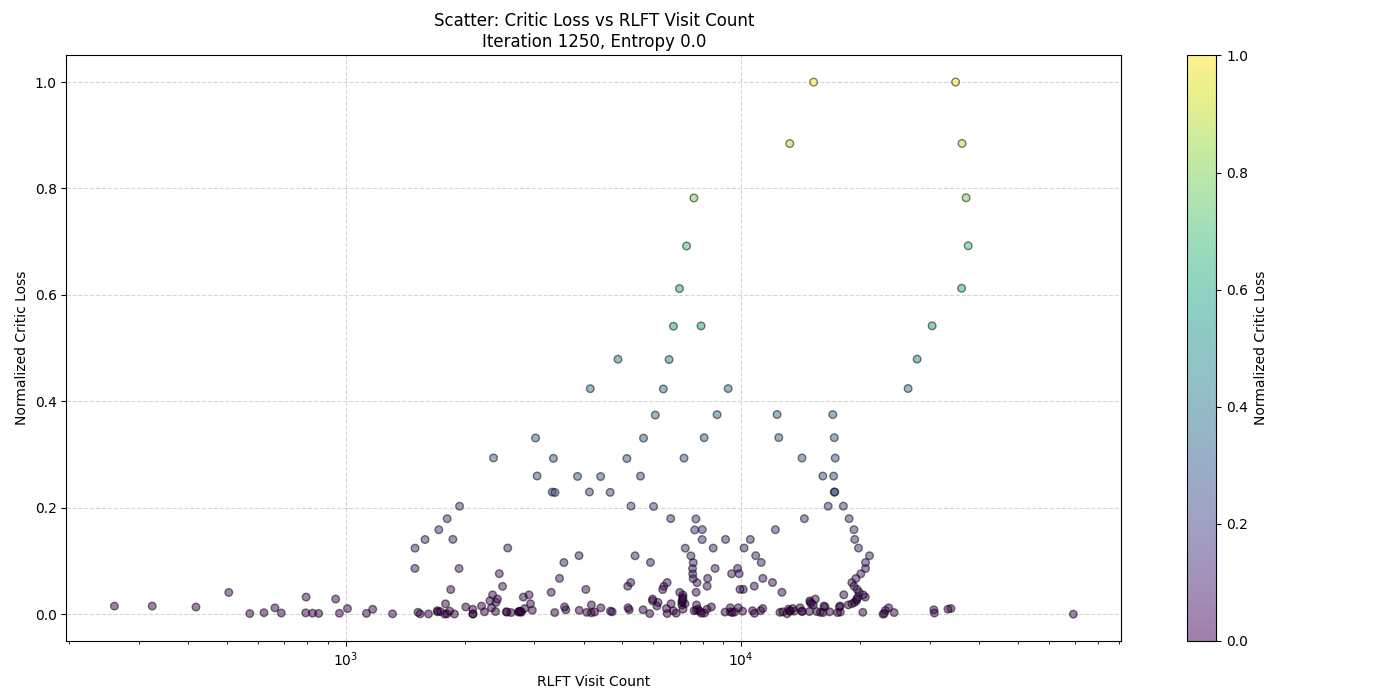 Scatter: Critic Loss vs RLFT Visit Count
Iteration 1250, Entropy 0.0
Normalized Critic Loss
1.0
0.8
0.6
0.4
0.2
0.0
10³
10⁴
RLFT Visit Count
1.0
0.8
0.6
0.4
0.2
0.0
Normalized Critic Loss